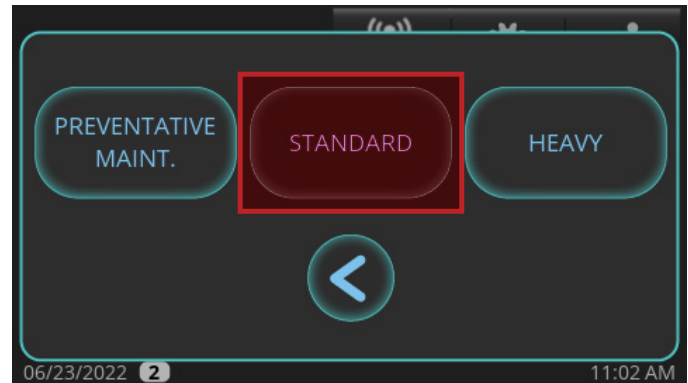 PREVENTATIVE
MAINT.
STANDARD
HEAVY
06/23/2022 2
11:02 AM